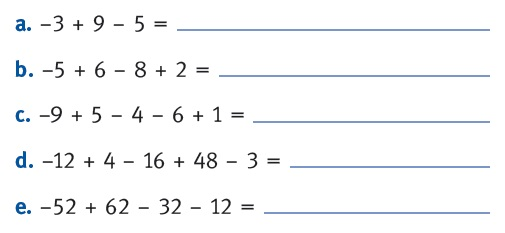 a. –3 + 9 – 5 =
b. –5 + 6 – 8 + 2 =
c. –9 + 5 – 4 – 6 + 1 =
d. –12 + 4 – 16 + 48 – 3 =
e. –52 + 62 – 32 – 12 =